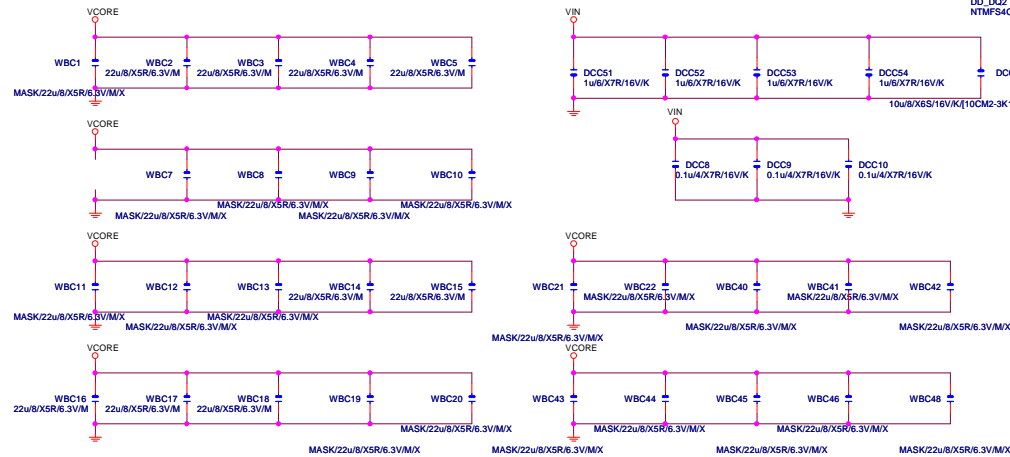 DD_DQ2
NTMFS4C
VCORE
WBC1
WBC2
22u/8/X5R/6.3V/M
WBC3
22u/8/X5R/6.3V/M
WBC4
22u/8/X5R/6.3V/M
WBC5
22u/8/X5R/6.3V/M
MASK/22u/8/X5R/6.3V/M/X
VIN
DCC51
1u/6/X7R/16V/K
DCC52
1u/6/X7R/16V/K
DCC53
1u/6/X7R/16V/K
DCC54
1u/6/X7R/16V/K
10u/8/X6S/16V/K/[10CM2-3K1
VCORE
WBC7
WBC8
WBC9
WBC10
MASK/22u/8/X5R/6.3V/M/X
MASK/22u/8/X5R/6.3V/M/X
MASK/22u/8/X5R/6.3V/M/X
MASK/22u/8/X5R/6.3V/M/X
VIN
DCC8
0.1u/4/X7R/16V/K
DCC9
0.1u/4/X7R/16V/K
DCC10
0.1u/4/X7R/16V/K
VCORE
WBC11
WBC12
WBC13
WBC14
22u/8/X5R/6.3V/M
WBC15
22u/8/X5R/6.3V/M
MASK/22u/8/X5R/6.3V/M/X
MASK/22u/8/X5R/6.3V/M/X
MASK/22u/8/X5R/6.3V/M/X
VCORE
WBC21
WBC22
WBC40
WBC41
WBC42
MASK/22u/8/X5R/6.3V/M/X
MASK/22u/8/X5R/6.3V/M/X
MASK/22u/8/X5R/6.3V/M/X
MASK/22u/8/X5R/6.3V/M/X
MASK/22u/8/X5R/6.3V/M/X
VCORE
WBC16
22u/8/X5R/6.3V/M
WBC17
22u/8/X5R/6.3V/M
WBC18
22u/8/X5R/6.3V/M
WBC19
WBC20
MASK/22u/8/X5R/6.3V/M/X
MASK/22u/8/X5R/6.3V/M/X
VCORE
WBC43
WBC44
WBC45
WBC46
WBC48
MASK/22u/8/X5R/6.3V/M/X
MASK/22u/8/X5R/6.3V/M/X
MASK/22u/8/X5R/6.3V/M/X
MASK/22u/8/X5R/6.3V/M/X
MASK/22u/8/X5R/6.3V/M/X